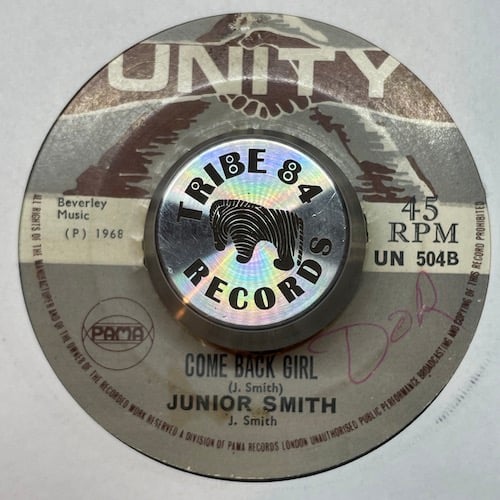 UNITY
TRIBE 84
RECORDS
Beverley
Music
(P) 1968
45
RPM
UN 504B
PAMA
COME BACK GIRL
(J. Smith)
JUNIOR SMITH
J. Smith
ALL RIGHTS OF THE MANUFACTURER AND OF THE OWNER OF THE RECORDED WORK RESERVED A DIVISION OF PAMA RECORDS LONDON UNAUTHORISED PUBLIC PERFORMANCE BROADCASTING AND COPYING OF THIS RECORD PROHIBITED